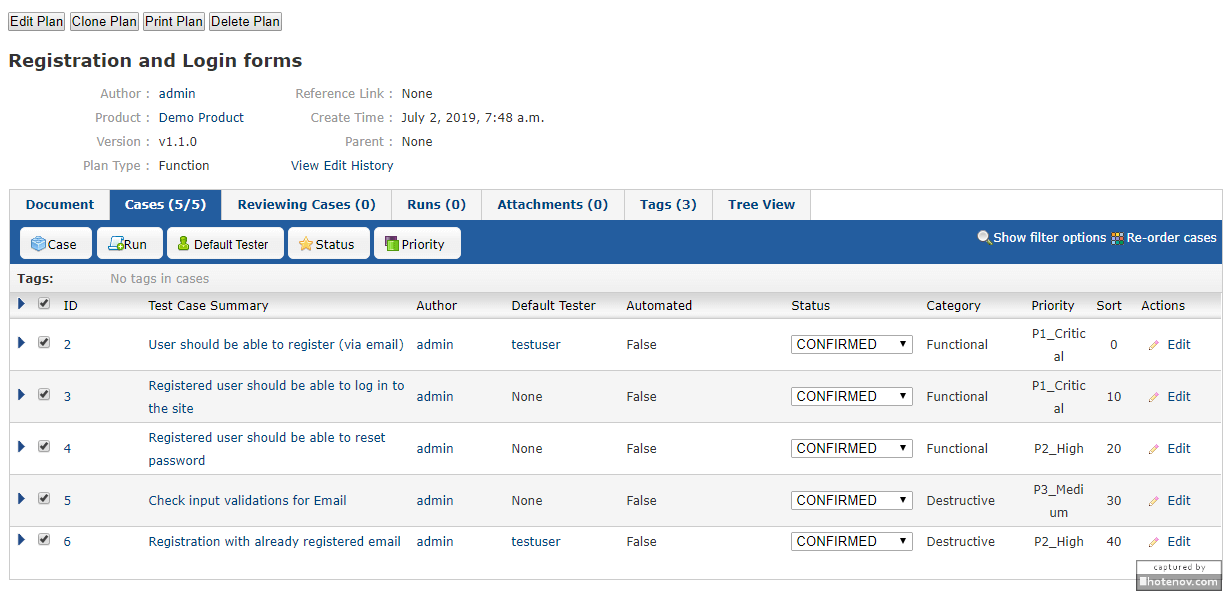 Edit Plan Clone Plan Print Plan Delete Plan
Registration and Login forms
Author : admin Reference Link : None
Product : Demo Product Create Time : July 2, 2019, 7:48 a.m.
Version : v1.1.0 Parent : None
Plan Type : Function View Edit History
Document Cases (5/5) Reviewing Cases (0) Runs (0) Attachments (0) Tags (3) Tree View
Case Run Default Tester Status Priority Show filter options Re-order cases
Tags: No tags in cases
ID Test Case Summary Author Default Tester Automated Status Category Priority Sort Actions
2 User should be able to register (via email) admin testuser False CONFIRMED Functional P1_Critic 0 Edit
al
3 Registered user should be able to log in to admin None False CONFIRMED Functional P1_Critic 10 Edit
the site al
4 Registered user should be able to reset admin None False CONFIRMED Functional P2_High 20 Edit
password
5 Check input validations for Email admin None False CONFIRMED Destructive P3_Medi 30 Edit
um
6 Registration with already registered email admin testuser False CONFIRMED Destructive P2_High 40 Edit
captured by
hotenov.com